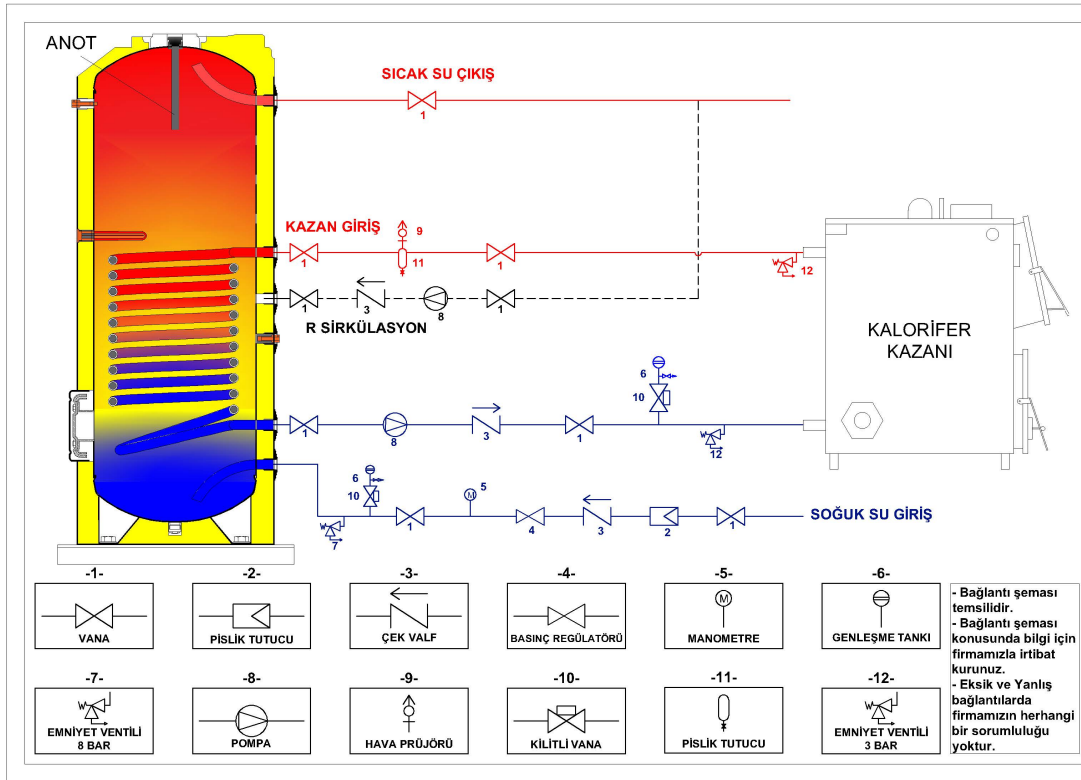 ANOT
SICAK SU ÇIKIŞ
1
KAZAN GİRİŞ
9
1
11
1
12
1
3
8
1
R SİRKÜLASYON
KALORİFER
KAZANI
6
10
1
8
3
1
12
6
10
5
7
1
4
3
2
1
SOĞUK SU GİRİŞ
M
-1-
VANA
-2-
PİSLİK TUTUCU
-3-
ÇEK VALF
-4-
BASINÇ REGÜLATÖRÜ
-5-
M
MANOMETRE
-6-
GENLEŞME TANKI
-7-
EMNİYET VENTİLİ
8 BAR
-8-
POMPA
-9-
HAVA PRÜJÖRÜ
-10-
KİLİTLİ VANA
-11-
PİSLİK TUTUCU
-12-
EMNİYET VENTİLİ
3 BAR
- Bağlantı şeması
temsilidir.
- Bağlantı şeması
konusunda bilgi için
firmamızla irtibat
kurunuz.
- Eksik ve Yanlış
bağlantılarda
firmamızın herhangi
bir sorumluluğu
yoktur.